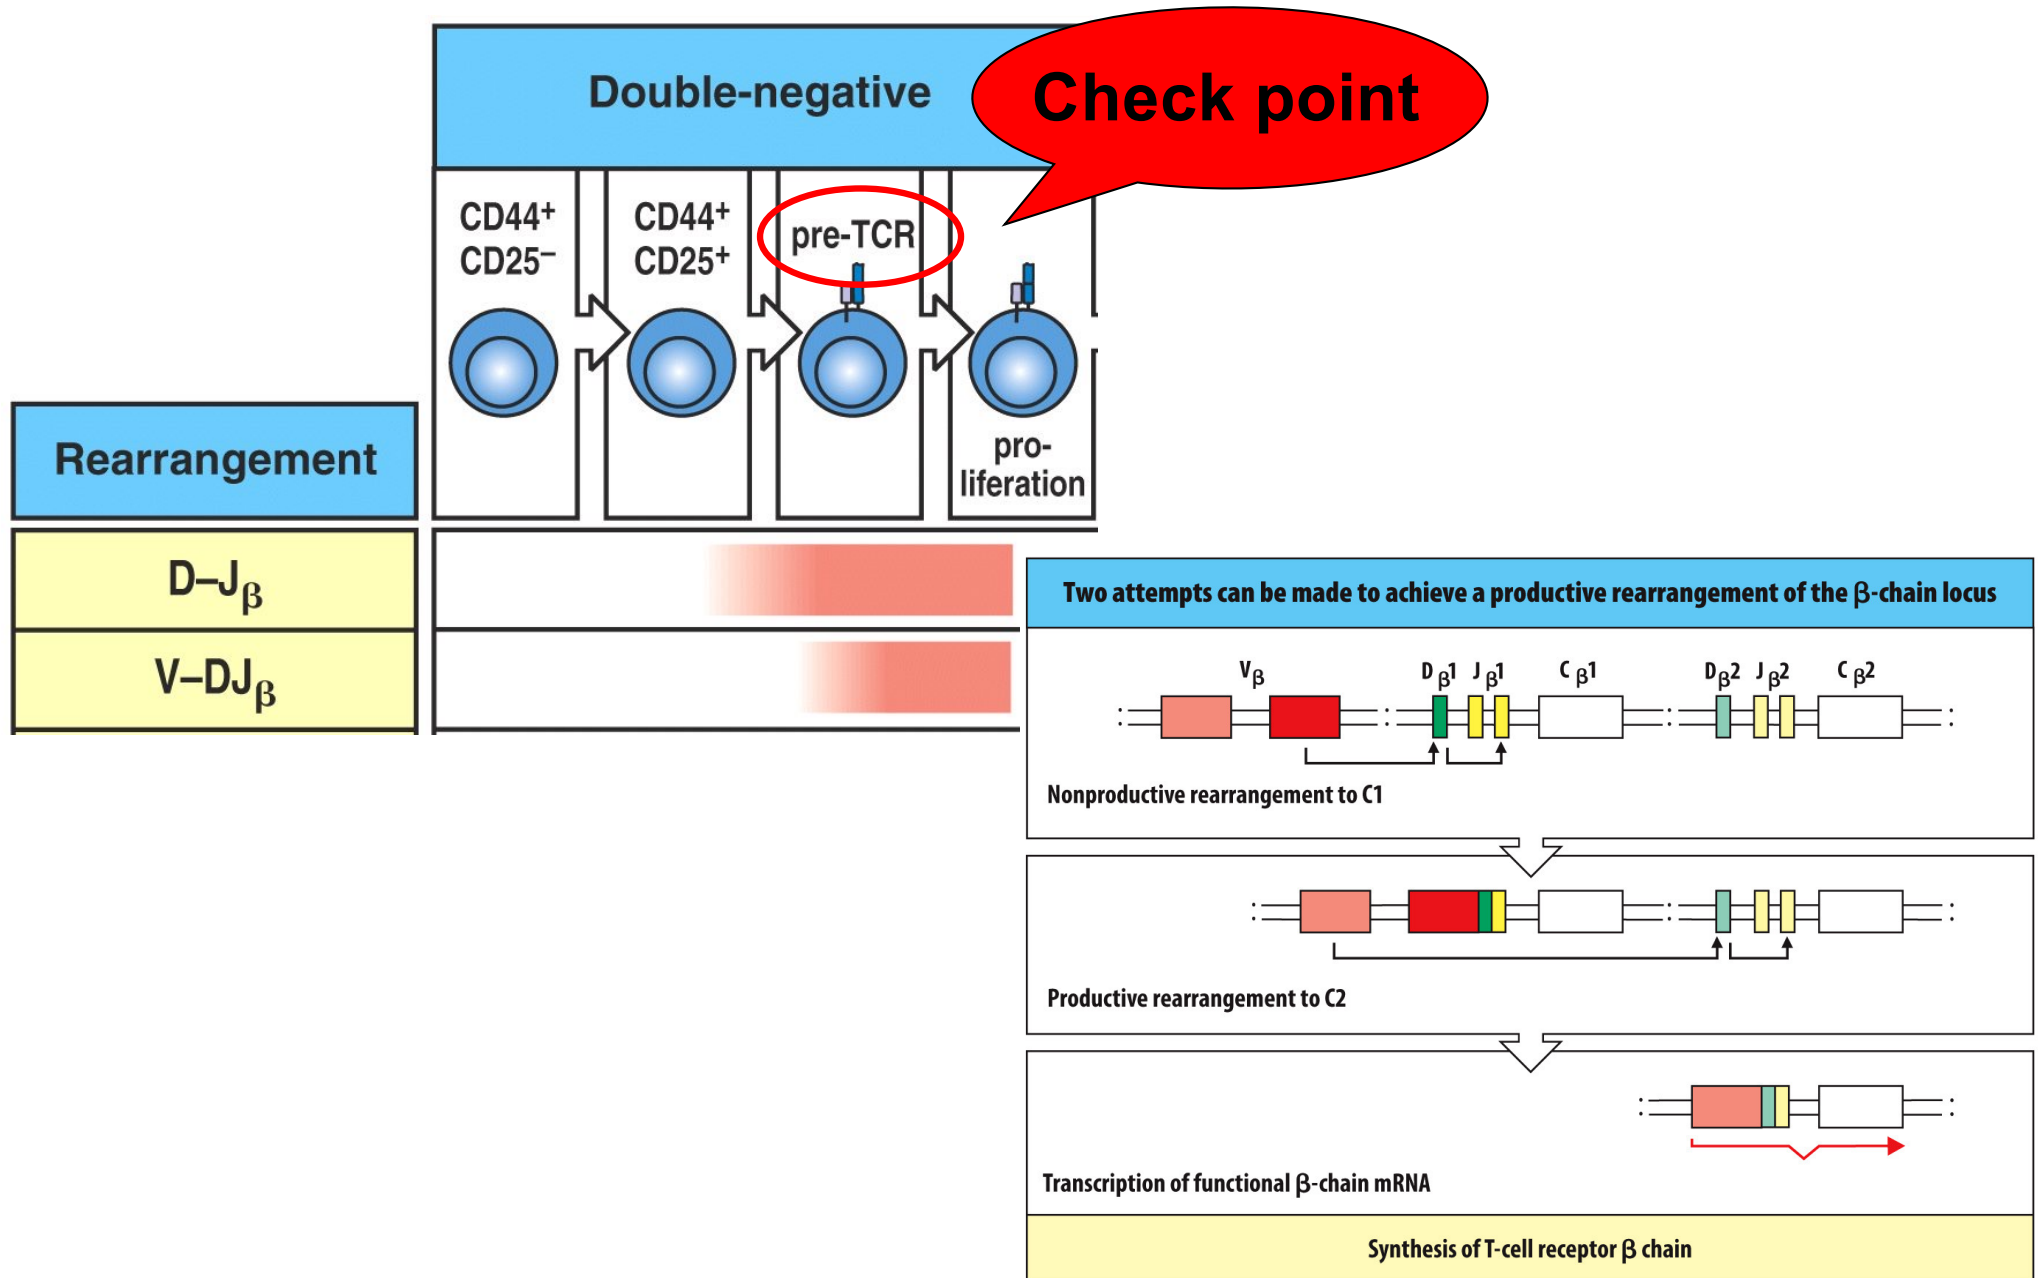 Double-negative
Check point
CD44+
CD25–
CD44+
CD25+
pre-TCR
pro-
liferation
Rearrangement
D–Jβ
V–DJβ
Two attempts can be made to achieve a productive rearrangement of the β-chain locus
Vβ
Dβ1
Jβ1
Cβ1
Dβ2
Jβ2
Cβ2
Nonproductive rearrangement to C1
Productive rearrangement to C2
Transcription of functional β-chain mRNA
Synthesis of T-cell receptor β chain